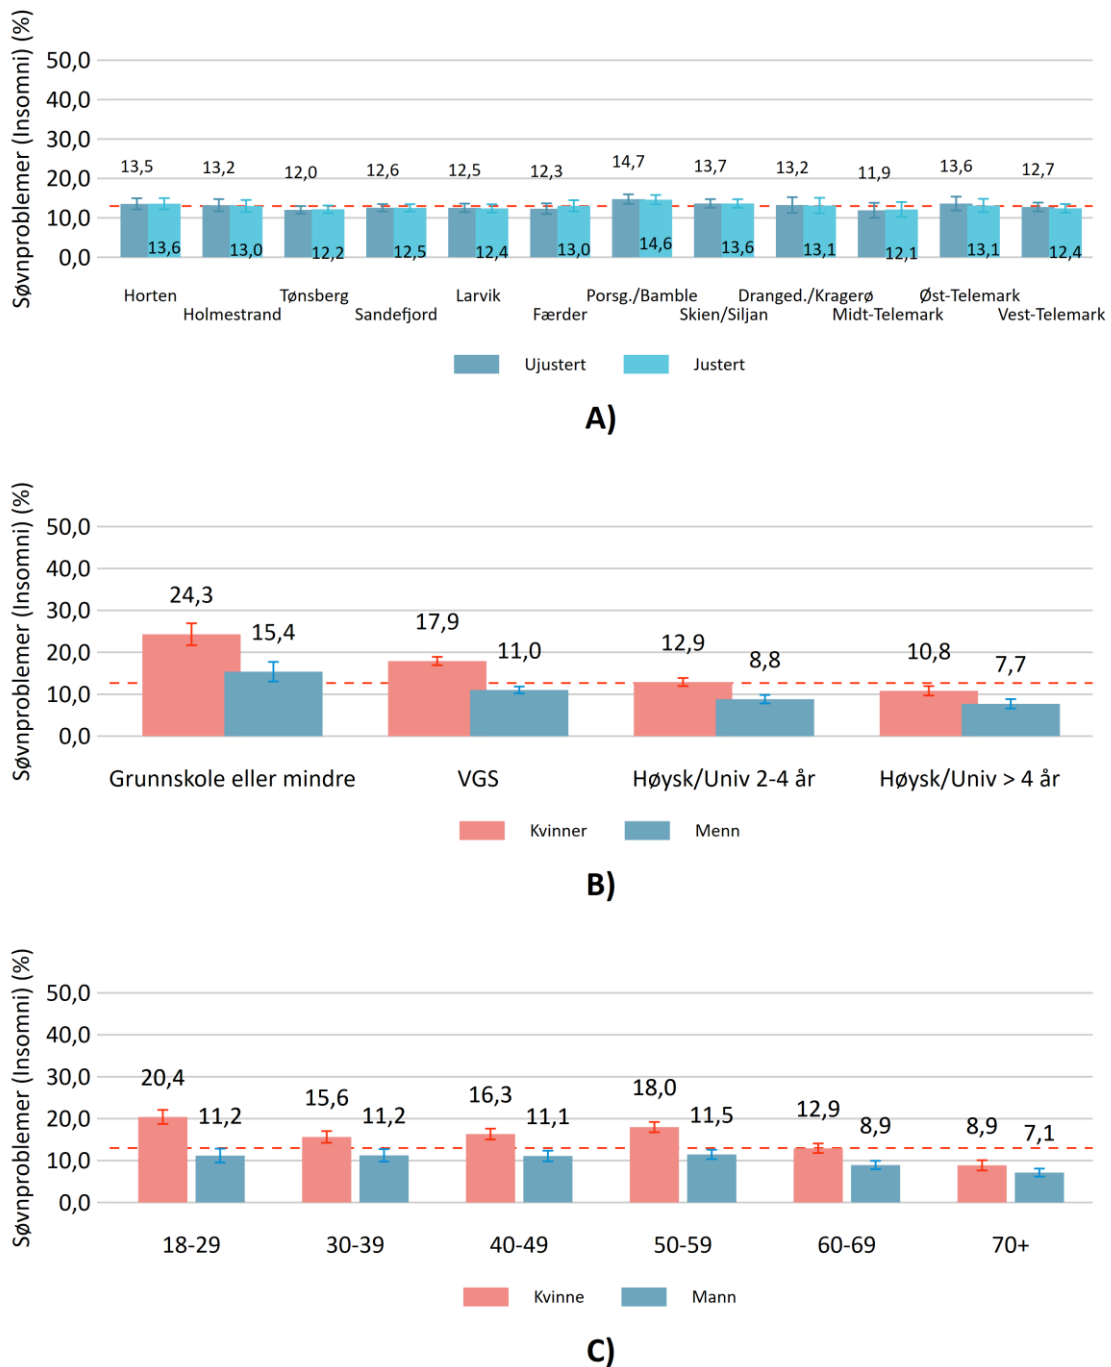 Søvnproblemer (Insomni) (%)
50,0
40,0
30,0
20,0
10,0
0,0
13,5 13,2 12,0 12,6 12,5 12,3 14,7 13,7 13,2 11,9 13,6 12,7
13,6 13,0 12,2 12,5 12,4 13,0 14,6 13,6 13,1 12,1 13,1 12,4
Horten Tønsberg Larvik Porsg./Bamble Dranged./Kragerø Øst-Telemark
Holmestrand Sandefjord Færder Skien/Siljan Midt-Telemark Vest-Telemark
Ujustert Justert
A)
Søvnproblemer (Insomni) (%)
50,0
40,0
30,0
20,0
10,0
0,0
24,3 15,4 17,9 11,0 12,9 8,8 10,8 7,7
Grunnskole eller mindre VGS Høysk/Univ 2-4 år Høysk/Univ > 4 år
Kvinner Menn
B)
Søvnproblemer (Insomni) (%)
50,0
40,0
30,0
20,0
10,0
0,0
20,4 11,2 15,6 11,2 16,3 11,1 18,0 11,5 12,9 8,9 8,9 7,1
18-29 30-39 40-49 50-59 60-69 70+
Kvinne Mann
C)